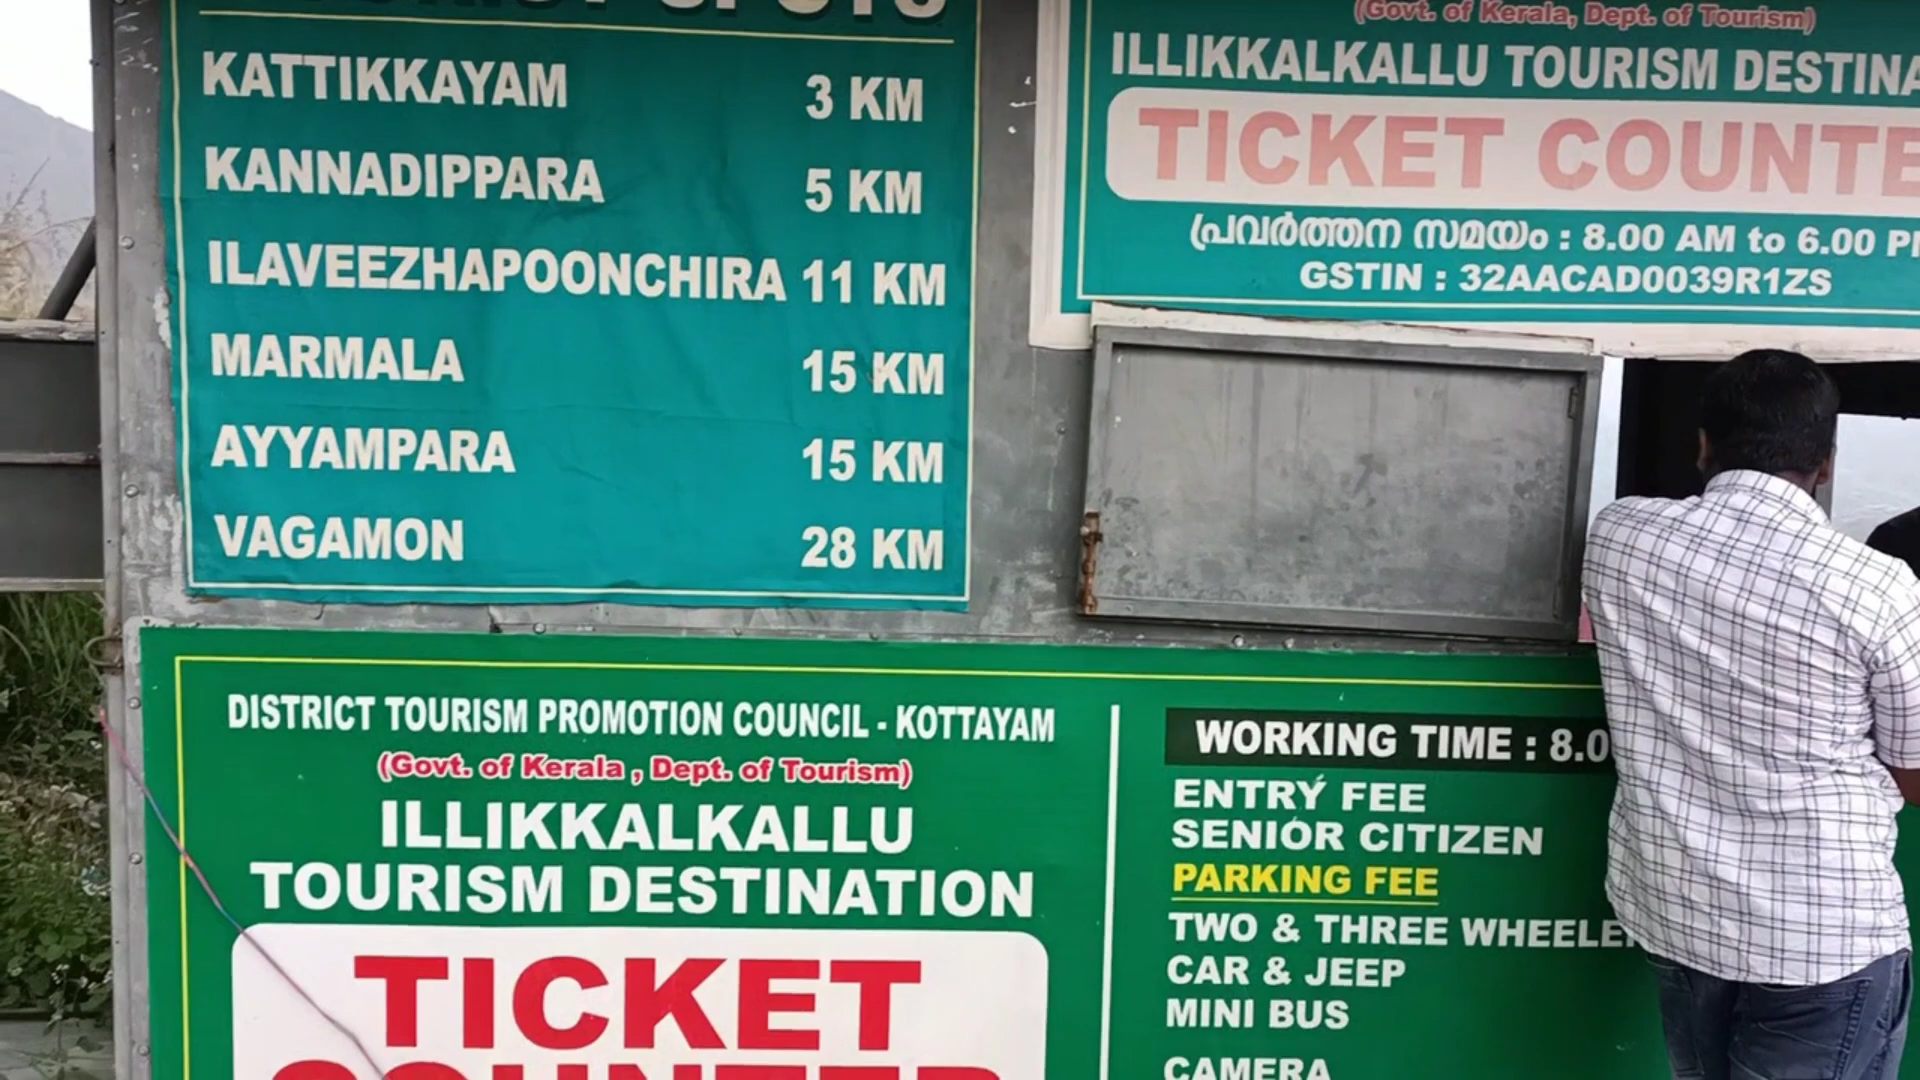 KATTIKKAYAM 3 KM
KANNADIPPARA 5 KM
ILAVEEZHAPOONCHIRA 11 KM
MARMALA 15 KM
AYYAMPARA 15 KM
VAGAMON 28 KM
(Govt. of Kerala, Dept. of Tourism)
ILLIKKALKALLU TOURISM DESTINA
TICKET COUNTE
പ്രവർത്തന സമയം : 8.00 AM to 6.00 P
GSTIN : 32AACAD0039R1ZS
DISTRICT TOURISM PROMOTION COUNCIL - KOTTAYAM
(Govt. of Kerala , Dept. of Tourism)
ILLIKKALKALLU
TOURISM DESTINATION
TICKET
COUNTER
WORKING TIME : 8.0
ENTRY FEE
SENIOR CITIZEN
PARKING FEE
TWO & THREE WHEELE
CAR & JEEP
MINI BUS
CAMERA